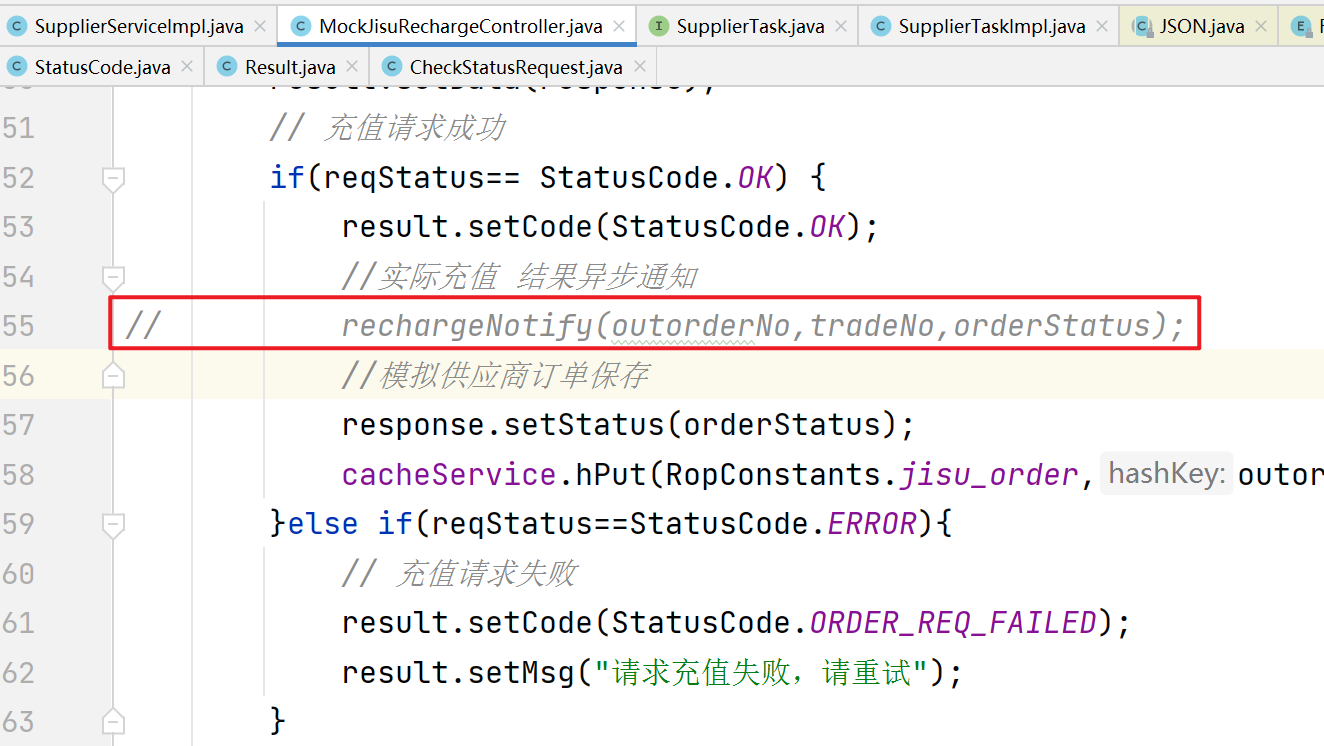 SupplierServiceImpl.java MockJisuRechargeController.java SupplierTask.java SupplierTaskImpl.java JSON.java
StatusCode.java Result.java CheckStatusRequest.java
51 // 充值请求成功
52 if(reqStatus== StatusCode.OK) {
53 result.setCode(StatusCode.OK);
54 //实际充值 结果异步通知
55 // rechargeNotify(outorderNo,tradeNo,orderStatus);
56 //模拟供应商订单保存
57 response.setStatus(orderStatus);
58 cacheService.hPut(RopConstants.jisu_order, hashKey: outor
59 }else if(reqStatus==StatusCode.ERROR){
60 // 充值请求失败
61 result.setCode(StatusCode.ORDER_REQ_FAILED);
62 result.setMsg("请求充值失败，请重试");
63 }